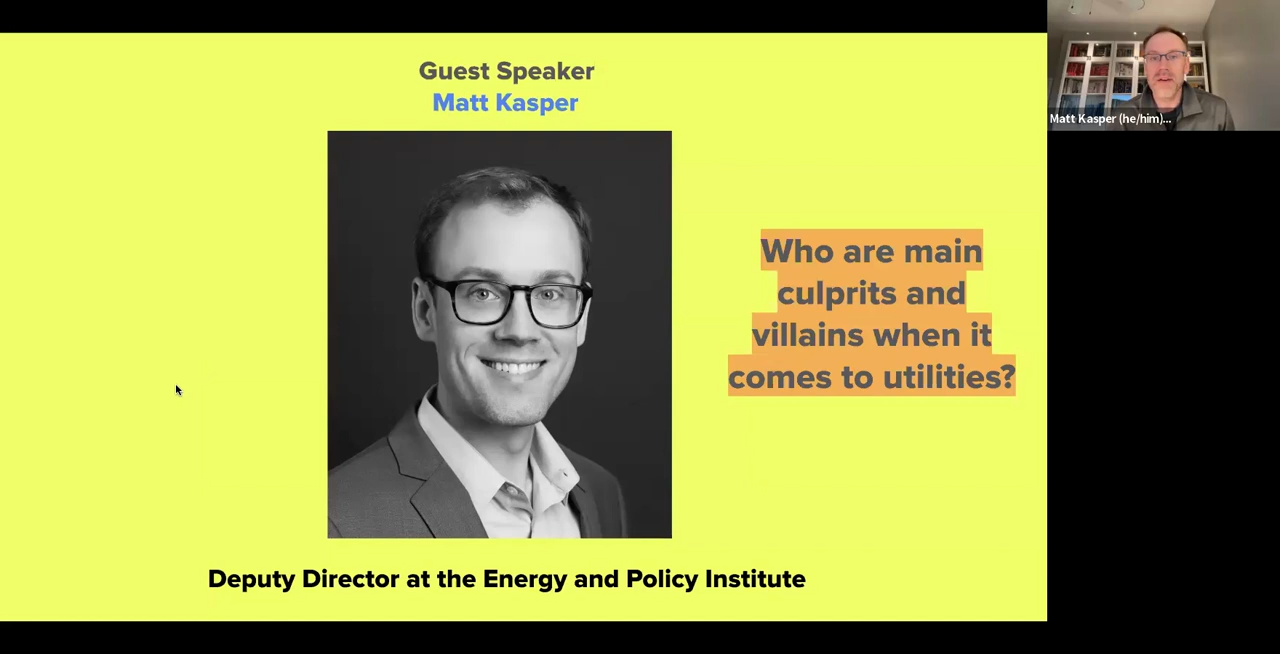 Guest Speaker
Matt Kasper
Who are main
culprits and
villains when it
comes to utilities?
Deputy Director at the Energy and Policy Institute
Matt Kasper (he/him)...